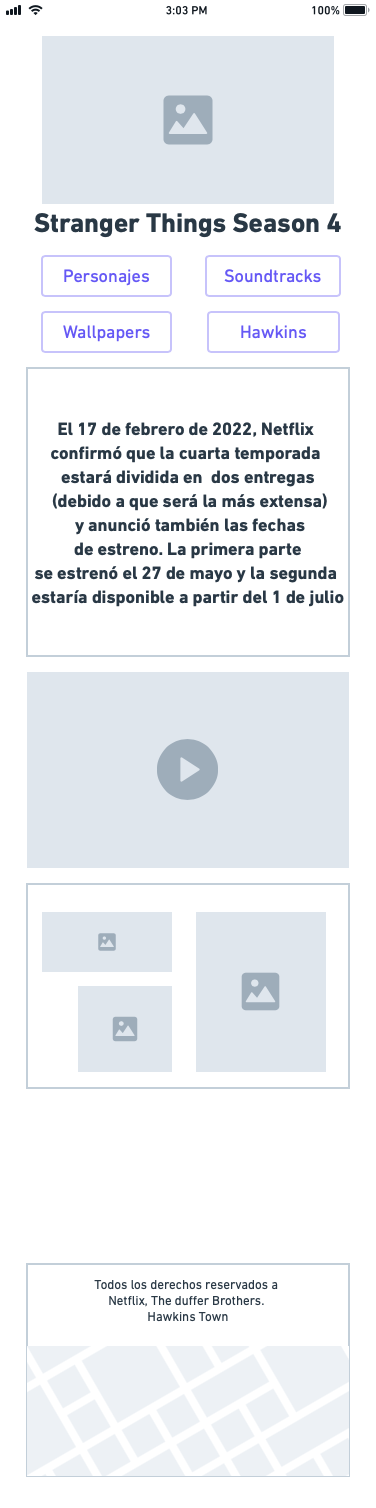 3:03 PM
100%
Stranger Things Season 4
Personajes
Soundtracks
Wallpapers
Hawkins
El 17 de febrero de 2022, Netflix
confirmó que la cuarta temporada
estará dividida en dos entregas
(debido a que será la más extensa)
y anunció también las fechas
de estreno. La primera parte
se estrenó el 27 de mayo y la segunda
estaría disponible a partir del 1 de julio
Todos los derechos reservados a
Netflix, The duffer Brothers.
Hawkins Town